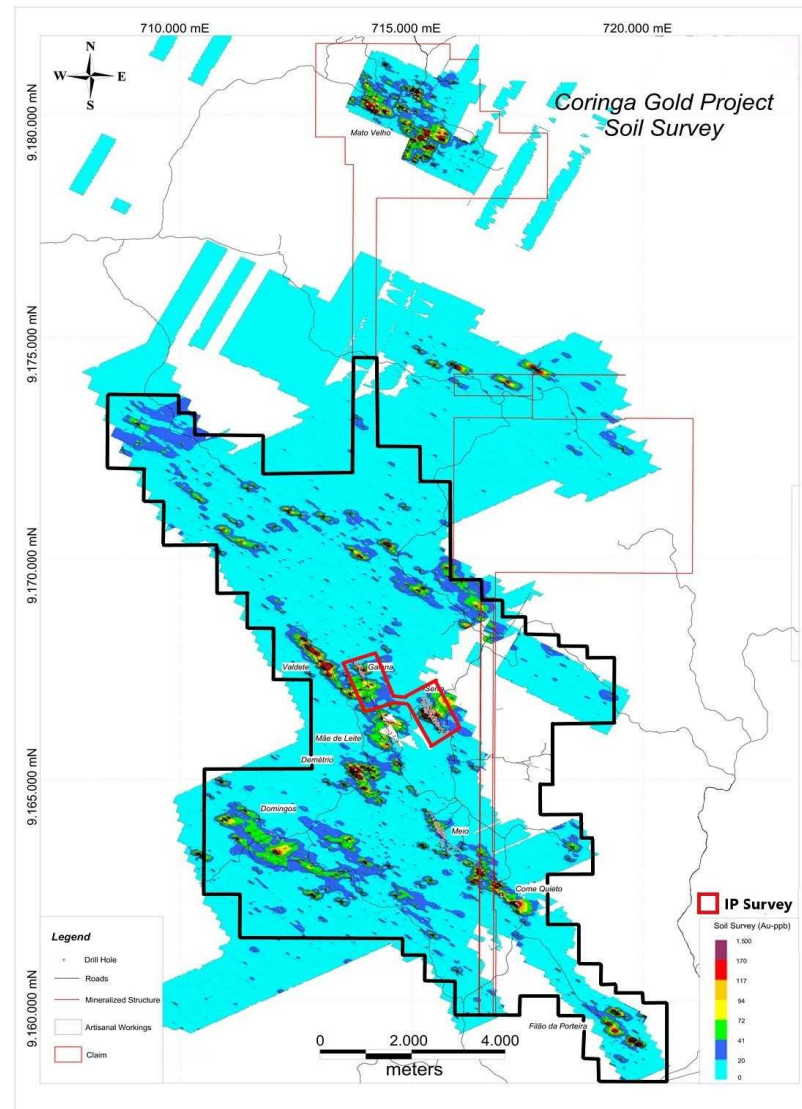 710.000 mE
715.000 mE
720.000 mE
N
W
E
S
9.180.000 mN
9.175.000 mN
9.170.000 mN
9.165.000 mN
9.160.000 mN
Coringa Gold Project
Soil Survey
Mato Velho
Valdete
Galena
Serra
Mãe de Leite
Demétrio
Domingos
Meio
Come Quieto
Filão da Porteira
Legend
Drill Hole
Roads
Mineralized Structure
Artisanal Workings
Claim
0
2.000
4.000
meters
IP Survey
Soil Survey (Au-ppb)
1.500
170
117
94
72
41
20
0